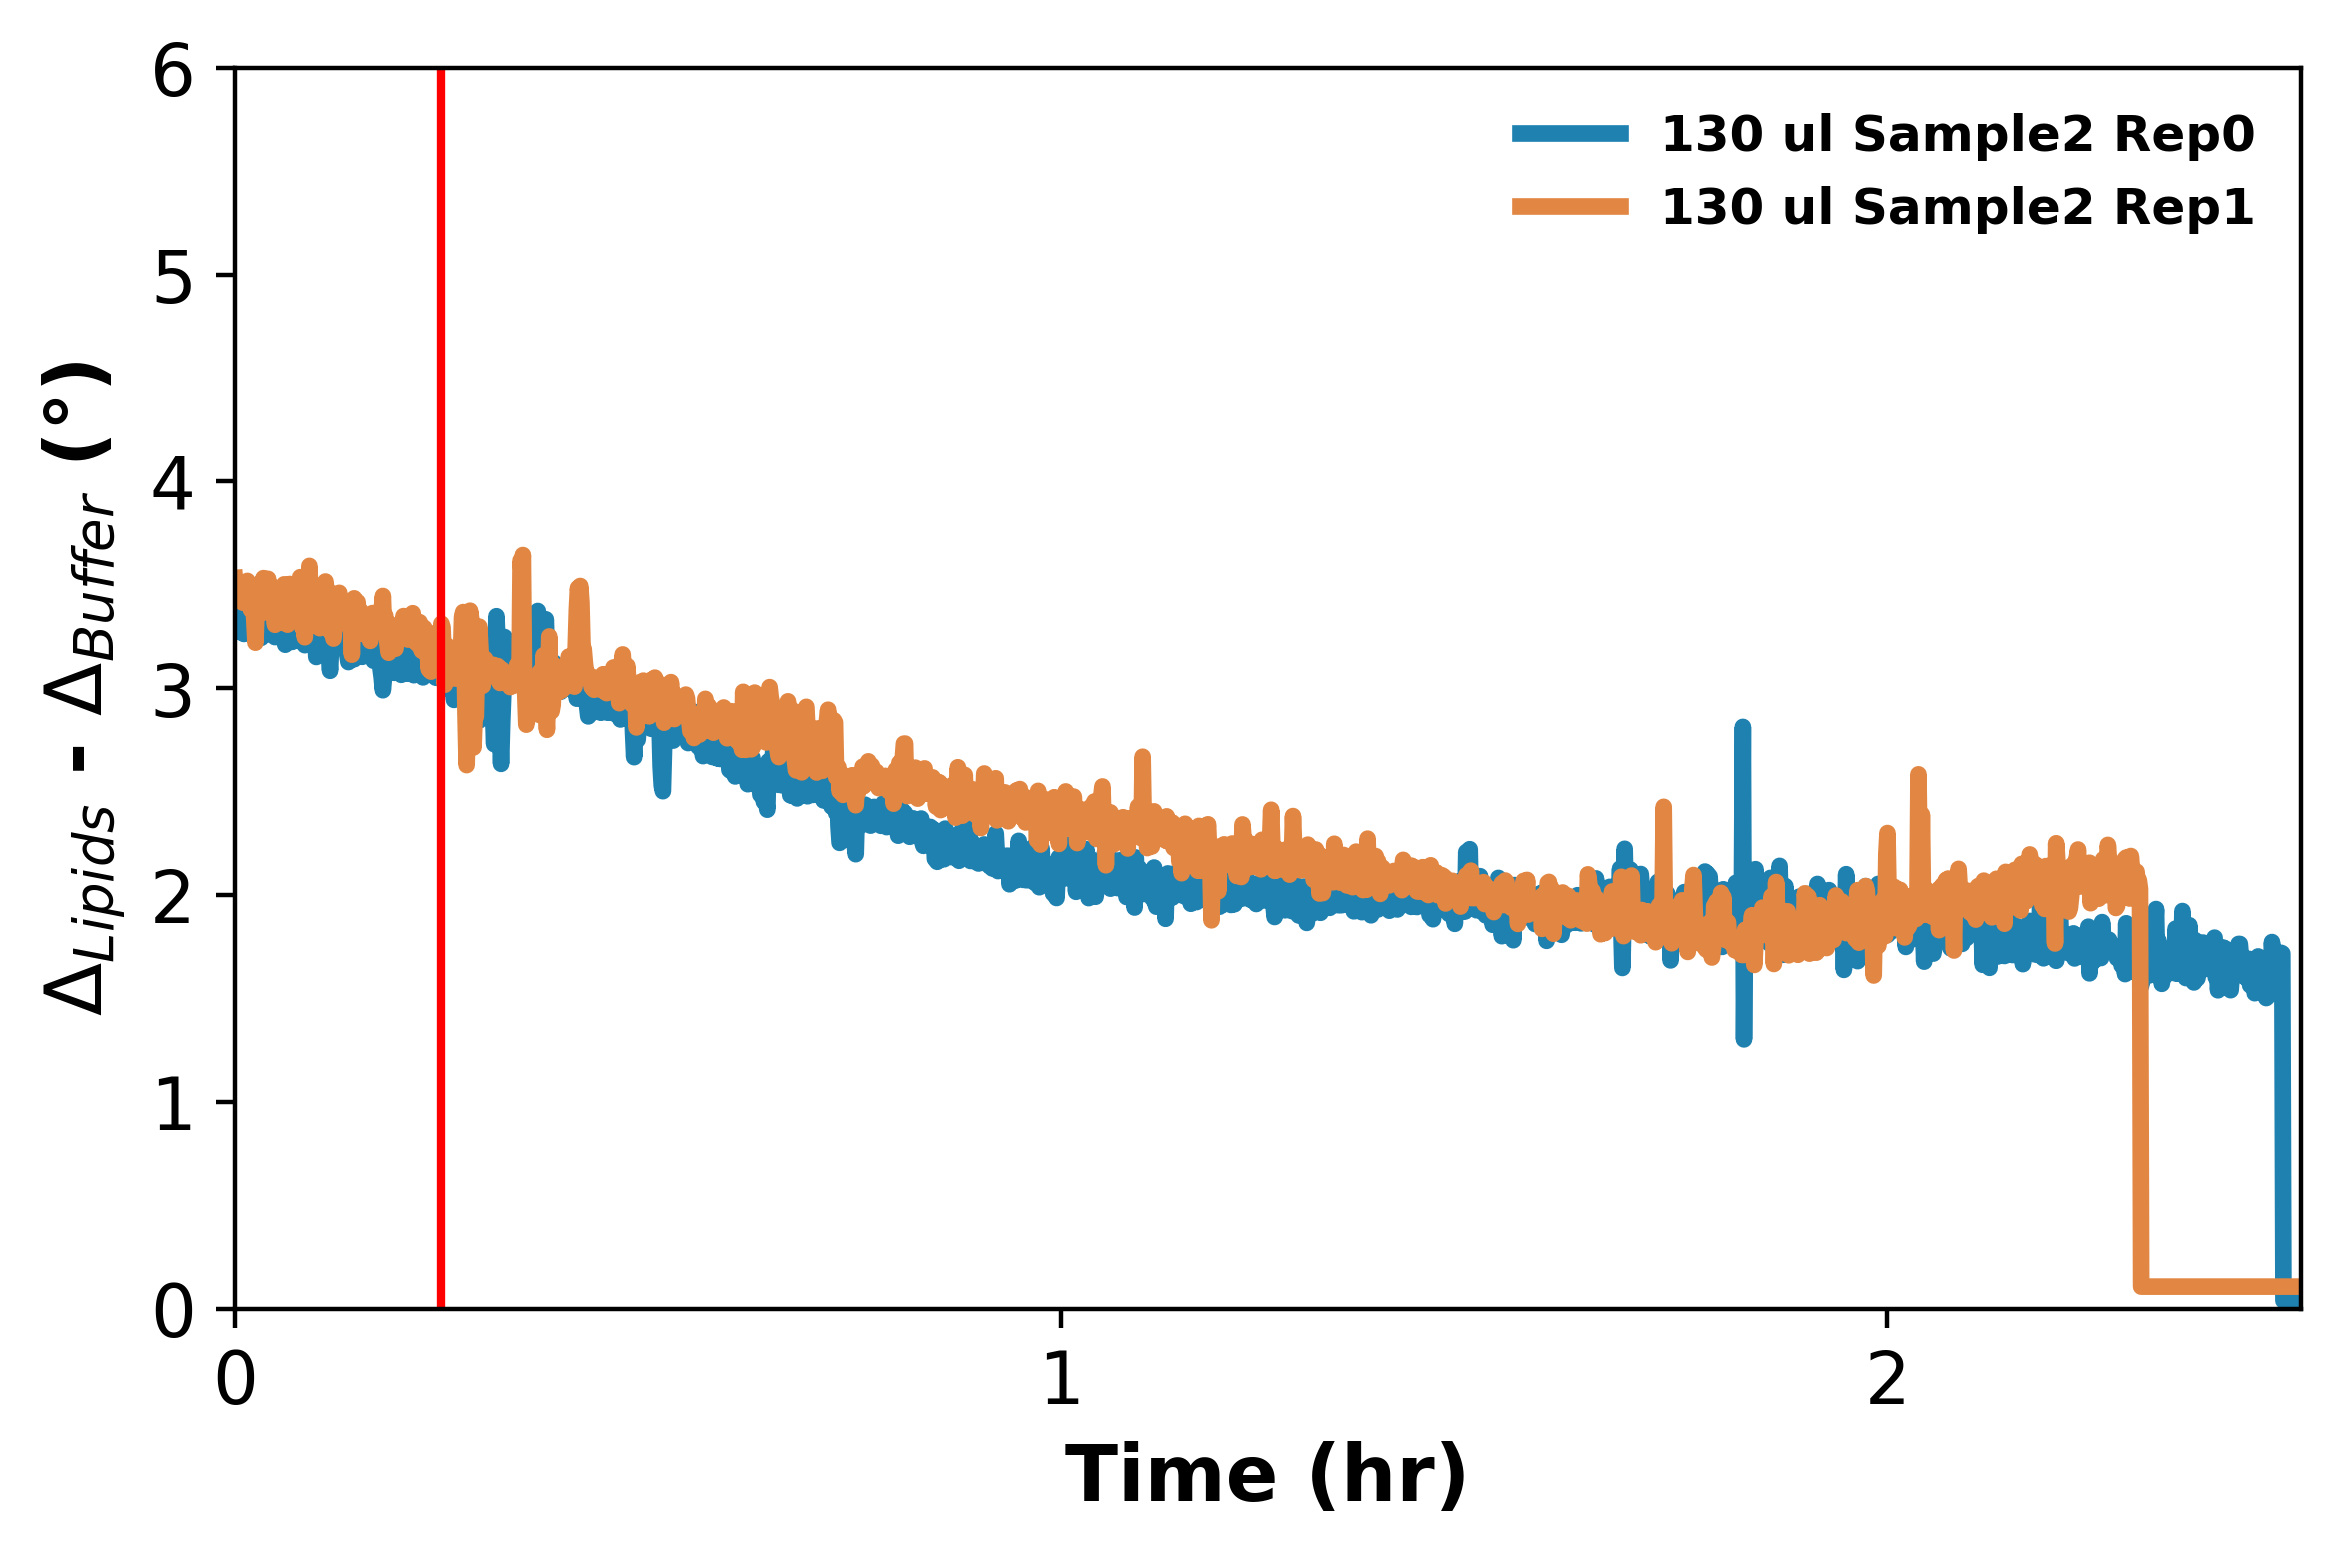 6
5
4
3
2
1
0
0 1 2
Time (hr)
ΔLipids - ΔBuffer (°)
130 ul Sample2 Rep0
130 ul Sample2 Rep1